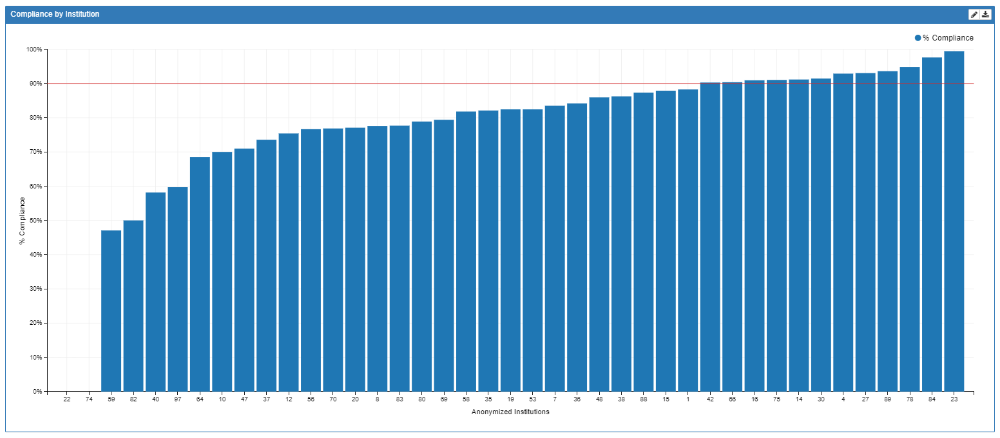 Compliance by Institution
% Compliance
100%
90%
80%
70%
60%
50%
40%
30%
20%
10%
0%
% Compliance
22 74 59 82 40 97 64 10 47 37 12 56 70 20 8 83 80 69 58 35 19 53 7 36 48 38 88 15 1 42 66 16 75 14 30 4 27 89 78 84 23
Anonymized Institutions